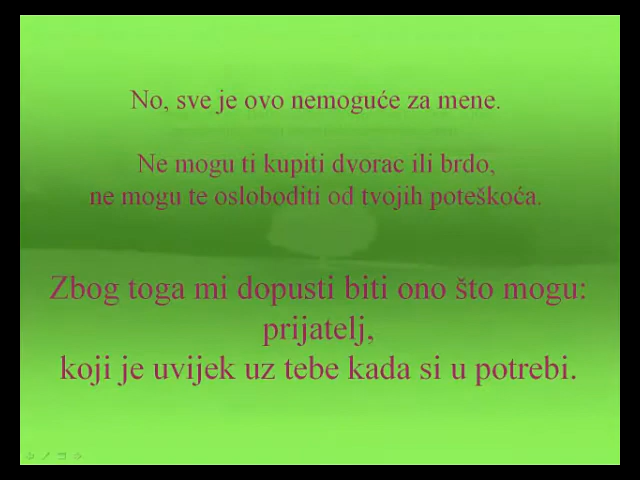 No, sve je ovo nemoguće za mene.
Ne mogu ti kupiti dvorac ili brdo,
ne mogu te osloboditi od tvojih poteškoća.
Zbog toga mi dopusti biti ono što mogu:
prijatelj,
koji je uvijek uz tebe kada si u potrebi.